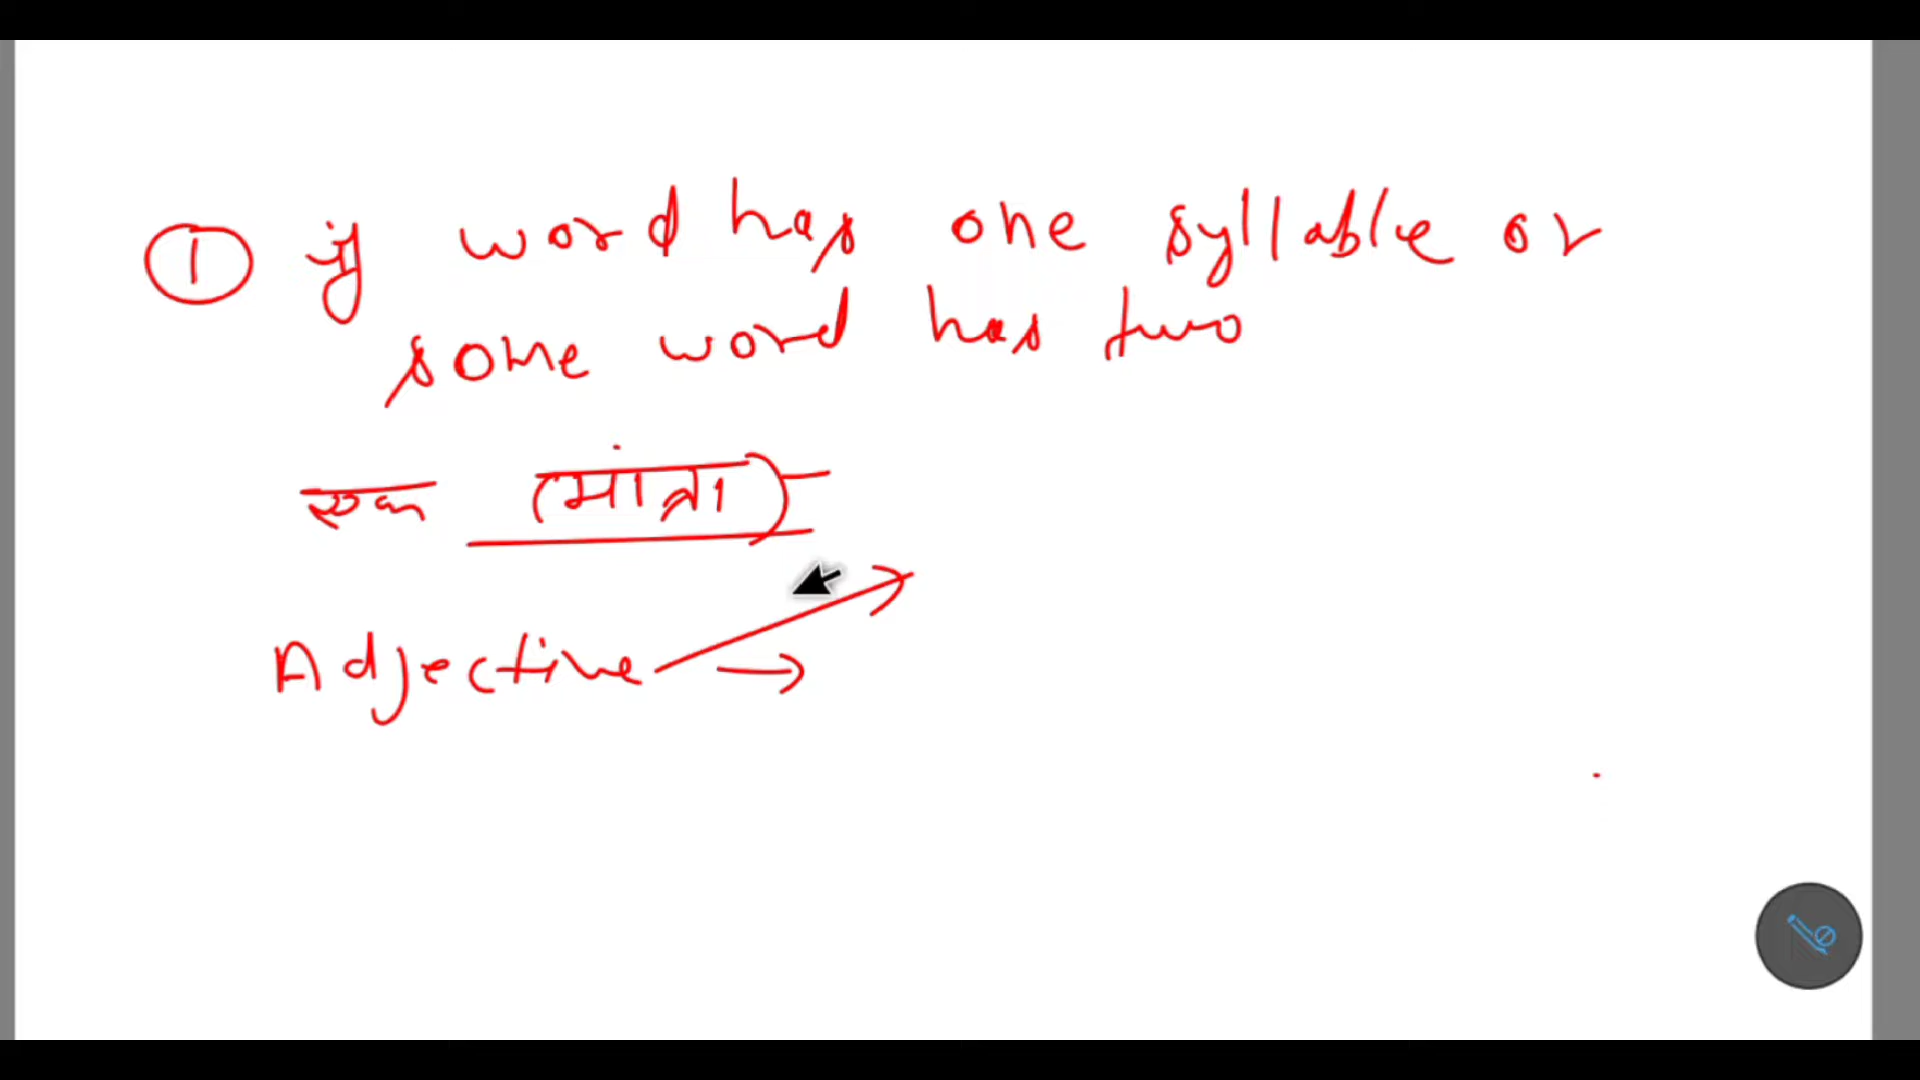 ① if word has one syllable or
some word has two
एक (मांत्रा)
Adjective →